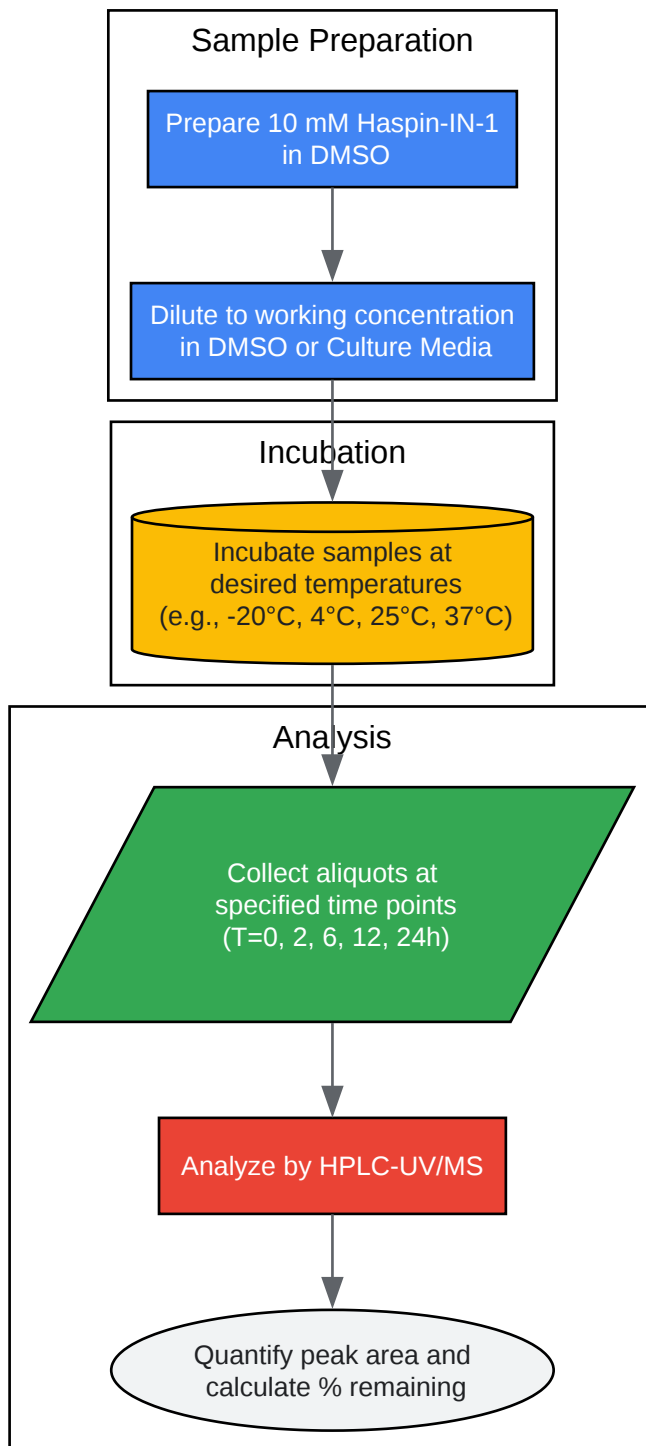 Sample Preparation
Prepare 10 mM Haspin-IN-1
in DMSO
Dilute to working concentration
in DMSO or Culture Media
Incubation
Incubate samples at
desired temperatures
(e.g., -20°C, 4°C, 25°C, 37°C)
Analysis
Collect aliquots at
specified time points
(T=0, 2, 6, 12, 24h)
Analyze by HPLC-UV/MS
Quantify peak area and
calculate % remaining